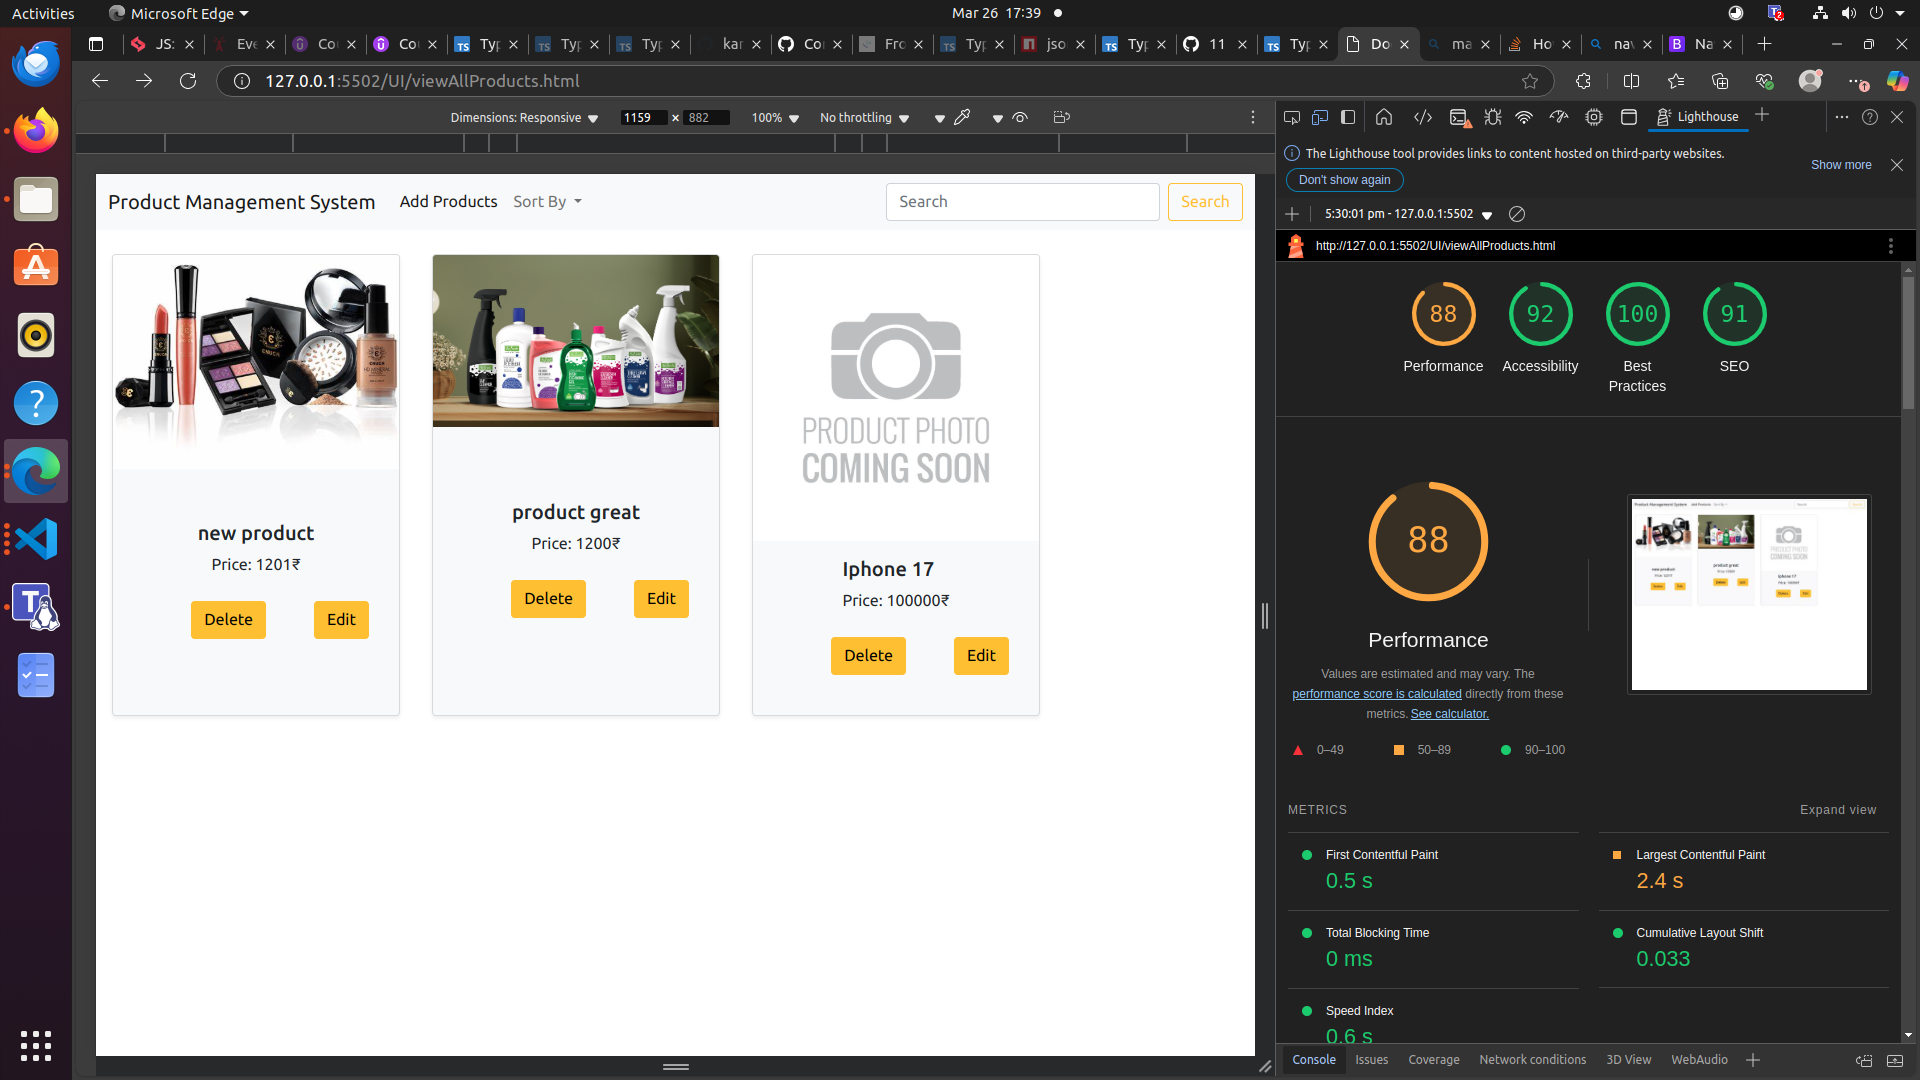 Activities
Microsoft Edge
Mar 26 17:39
JS:
Eve
Cou
Cou
Typ
Typ
Typ
kar
Cor
Fro
Typ
jso
Typ
11
Typ
Do
ma
Ho
nav
Na
127.0.0.1:5502/UI/viewAllProducts.html
Dimensions: Responsive
1159 × 882
100%
No throttling
Lighthouse
The Lighthouse tool provides links to content hosted on third-party websites.
Don't show again
Show more
5:30:01 pm - 127.0.0.1:5502
http://127.0.0.1:5502/UI/viewAllProducts.html
Product Management System
Add Products
Sort By
Search
Search
PRODUCT PHOTO
COMING SOON
new product
Price: 1201₹
Delete
Edit
product great
Price: 1200₹
Delete
Edit
Iphone 17
Price: 100000₹
Delete
Edit
88
Performance
92
Accessibility
100
Best
Practices
91
SEO
88
Performance
Values are estimated and may vary. The
performance score is calculated directly from these
metrics. See calculator.
0–49
50–89
90–100
METRICS
Expand view
First Contentful Paint
0.5 s
Largest Contentful Paint
2.4 s
Total Blocking Time
0 ms
Cumulative Layout Shift
0.033
Speed Index
0.6 s
Console
Issues
Coverage
Network conditions
3D View
WebAudio